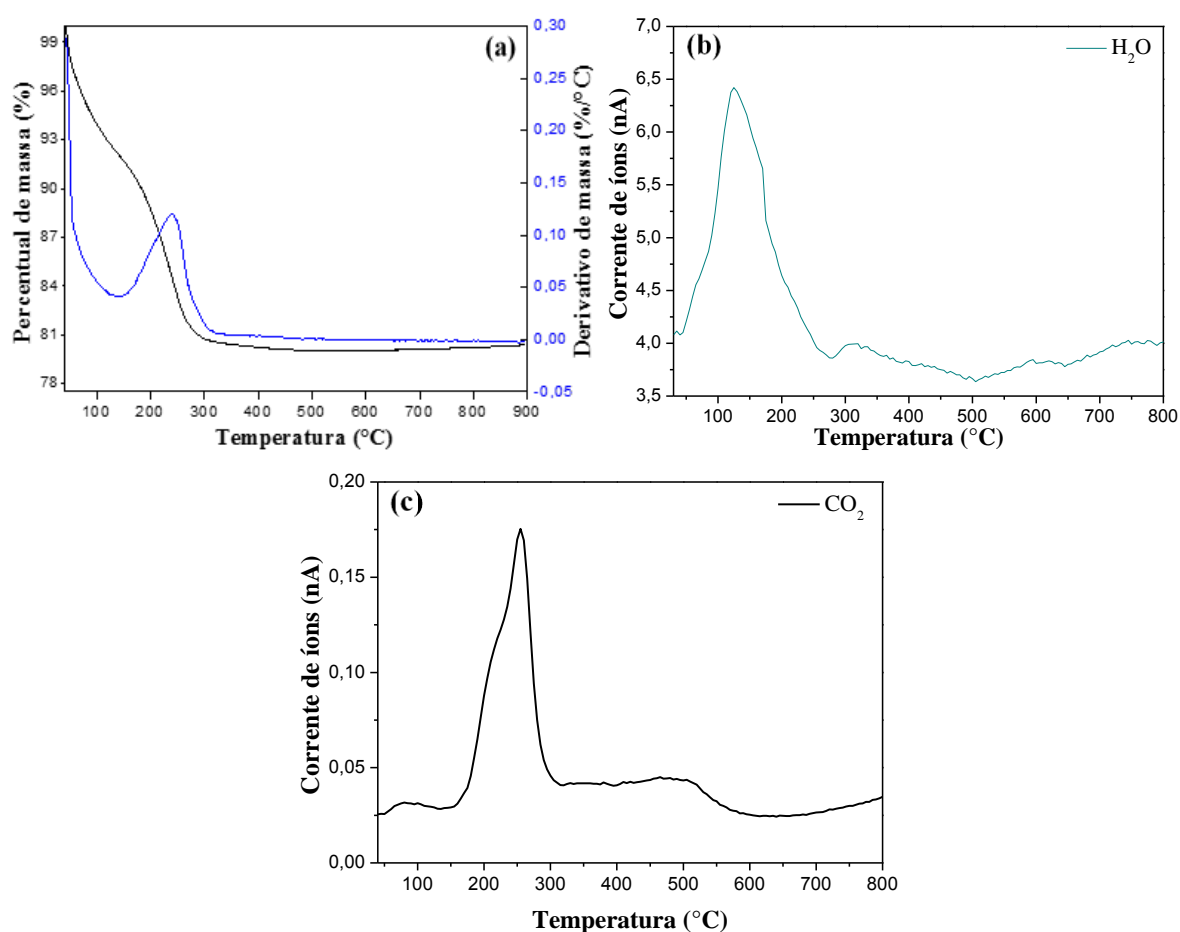 (a)
Percentual de massa (%)
99
96
93
90
87
84
81
78
0,30
0,25
0,20
0,15
0,10
0,05
0,00
-0,05
Derivativo de massa (%/°C)
100 200 300 400 500 600 700 800 900
Temperatura (°C)
(b)
H₂O
Corrente de íons (nA)
7,0
6,5
6,0
5,5
5,0
4,5
4,0
3,5
100 200 300 400 500 600 700 800
Temperatura (°C)
(c)
CO₂
Corrente de íons (nA)
0,20
0,15
0,10
0,05
0,00
100 200 300 400 500 600 700 800
Temperatura (°C)